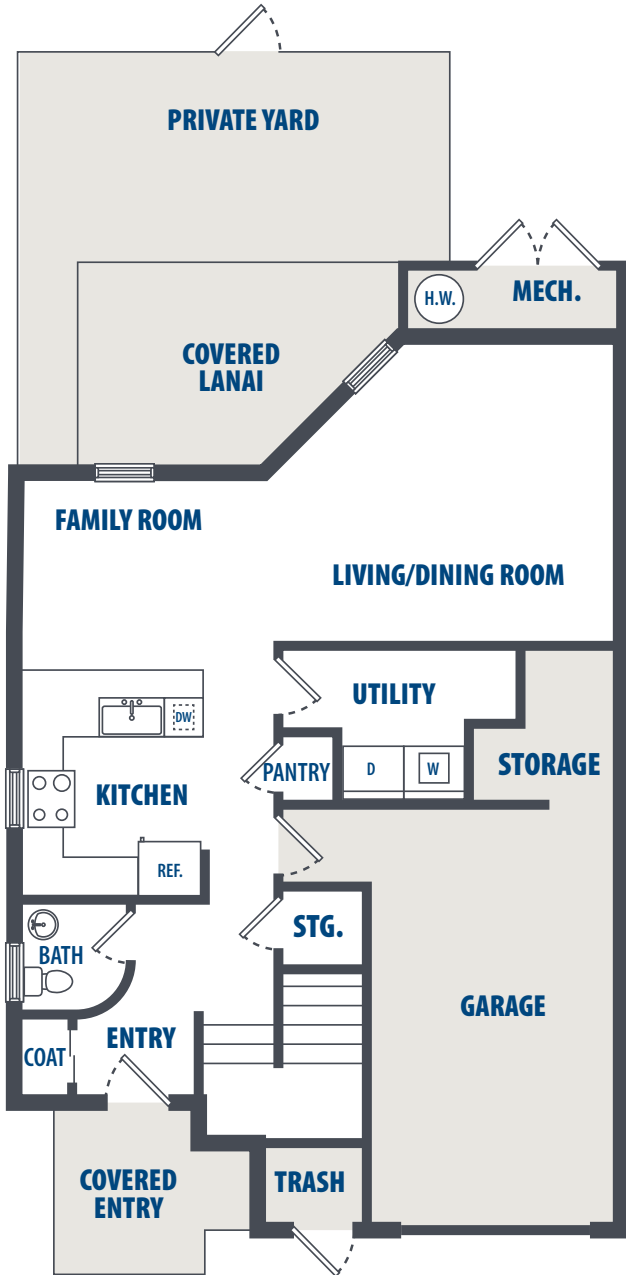 PRIVATE YARD
H.W.
MECH.
COVERED
LANAI
FAMILY ROOM
LIVING/DINING ROOM
UTILITY
DW
STORAGE
PANTRY
D
W
KITCHEN
REF.
STG.
BATH
GARAGE
ENTRY
COAT
COVERED
ENTRY
TRASH